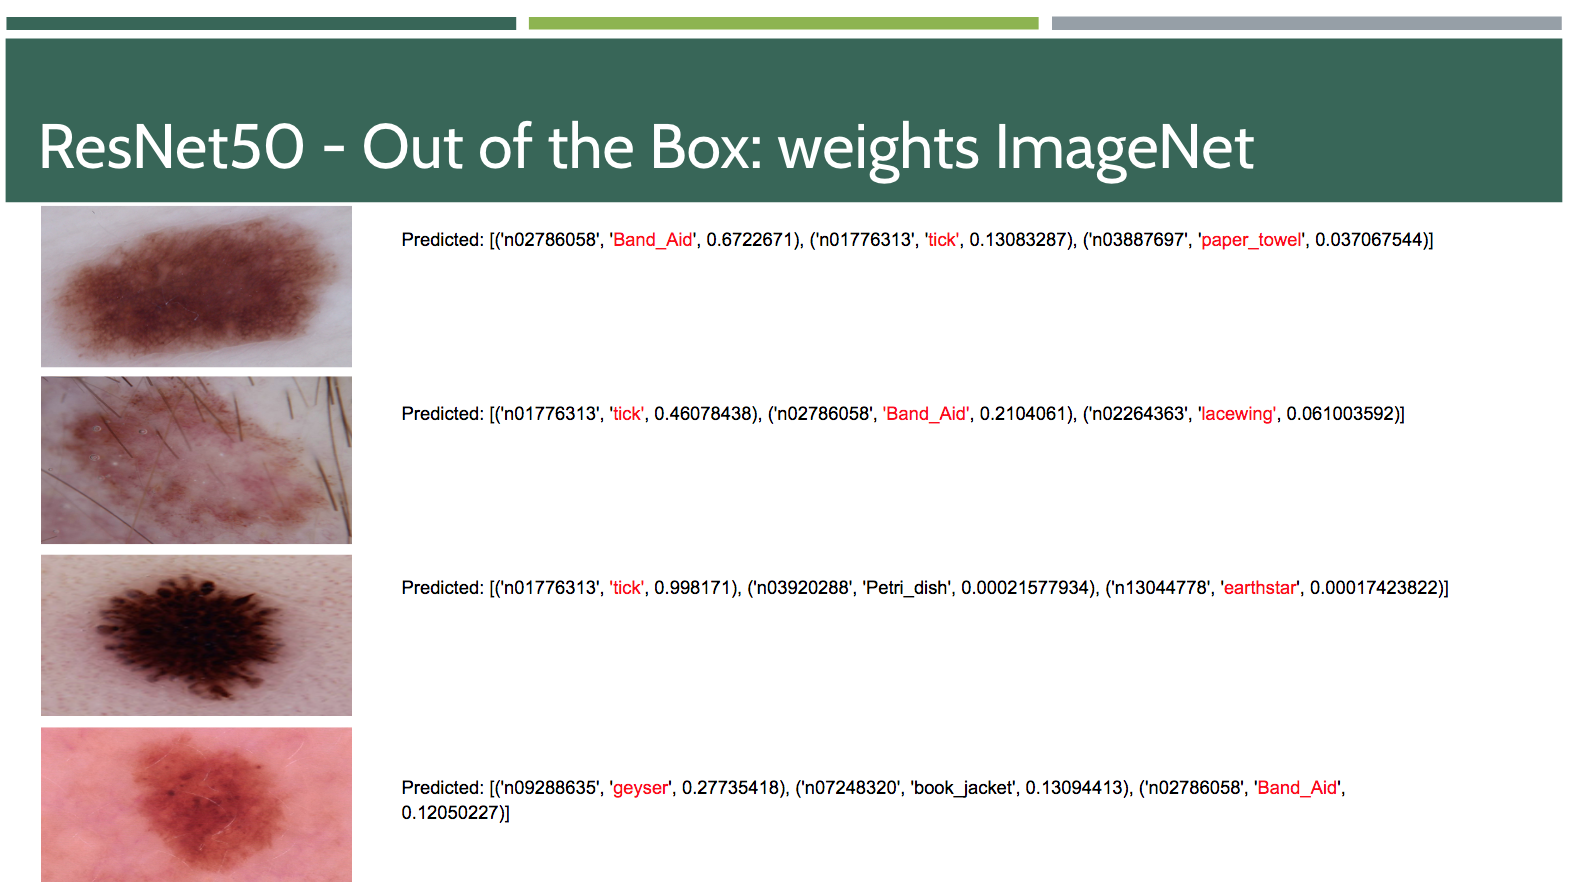 ResNet50 - Out of the Box: weights ImageNet
Predicted: [('n02786058', 'Band_Aid', 0.6722671), ('n01776313', 'tick', 0.13083287), ('n03887697', 'paper_towel', 0.037067544)]
Predicted: [('n01776313', 'tick', 0.46078438), ('n02786058', 'Band_Aid', 0.2104061), ('n02264363', 'lacewing', 0.061003592)]
Predicted: [('n01776313', 'tick', 0.998171), ('n03920288', 'Petri_dish', 0.00021577934), ('n13044778', 'earthstar', 0.00017423822)]
Predicted: [('n09288635', 'geyser', 0.27735418), ('n07248320', 'book_jacket', 0.13094413), ('n02786058', 'Band_Aid',
0.12050227)]